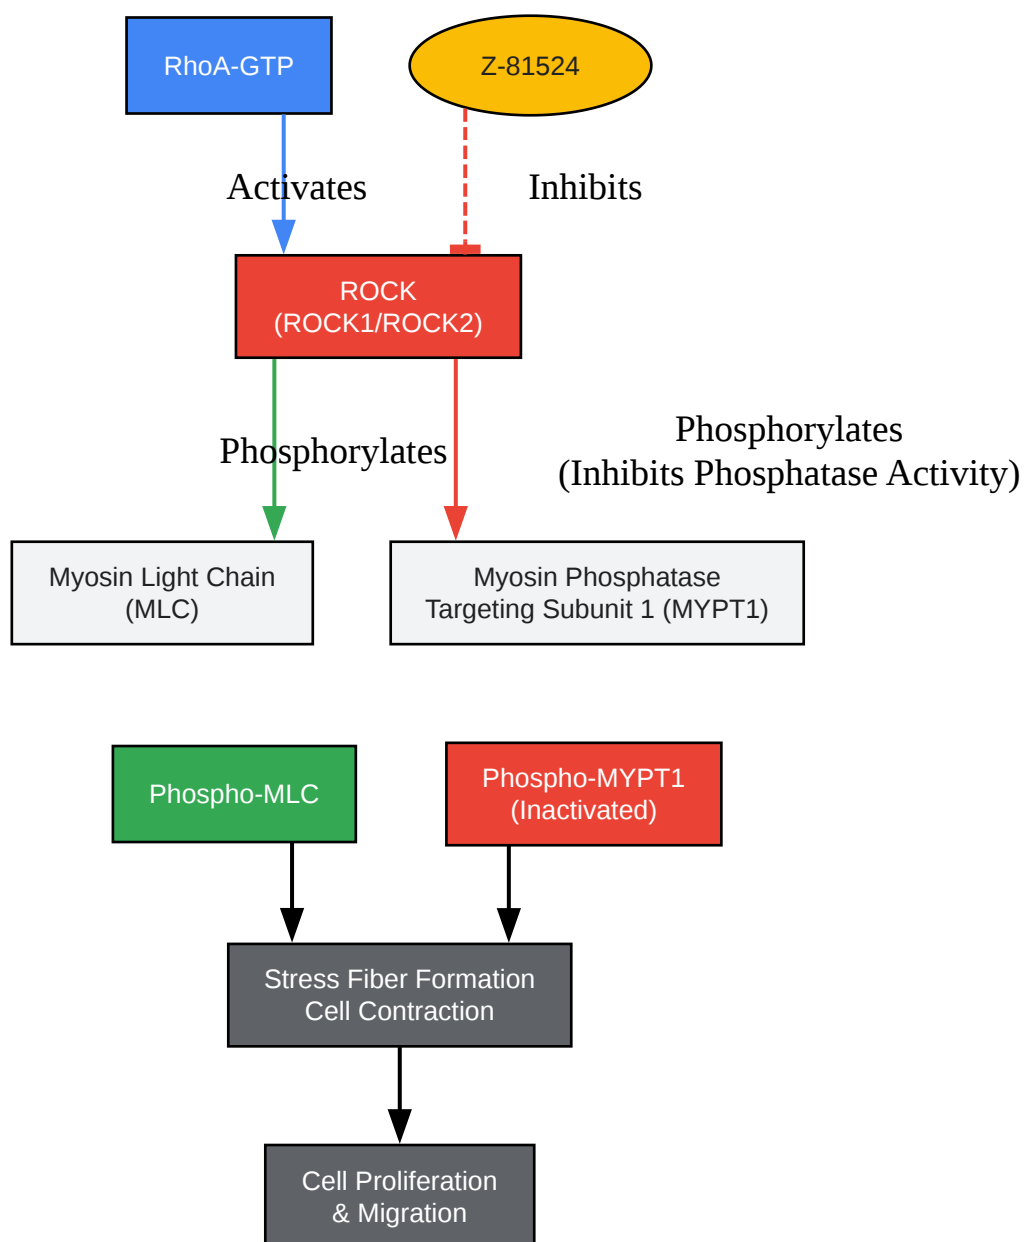 RhoA-GTP
Z-81524
Activates
Inhibits
ROCK
(ROCK1/ROCK2)
Phosphorylates
Phosphorylates
(Inhibits Phosphatase Activity)
Myosin Light Chain
(MLC)
Myosin Phosphatase
Targeting Subunit 1 (MYPT1)
Phospho-MLC
Phospho-MYPT1
(Inactivated)
Stress Fiber Formation
Cell Contraction
Cell Proliferation
& Migration